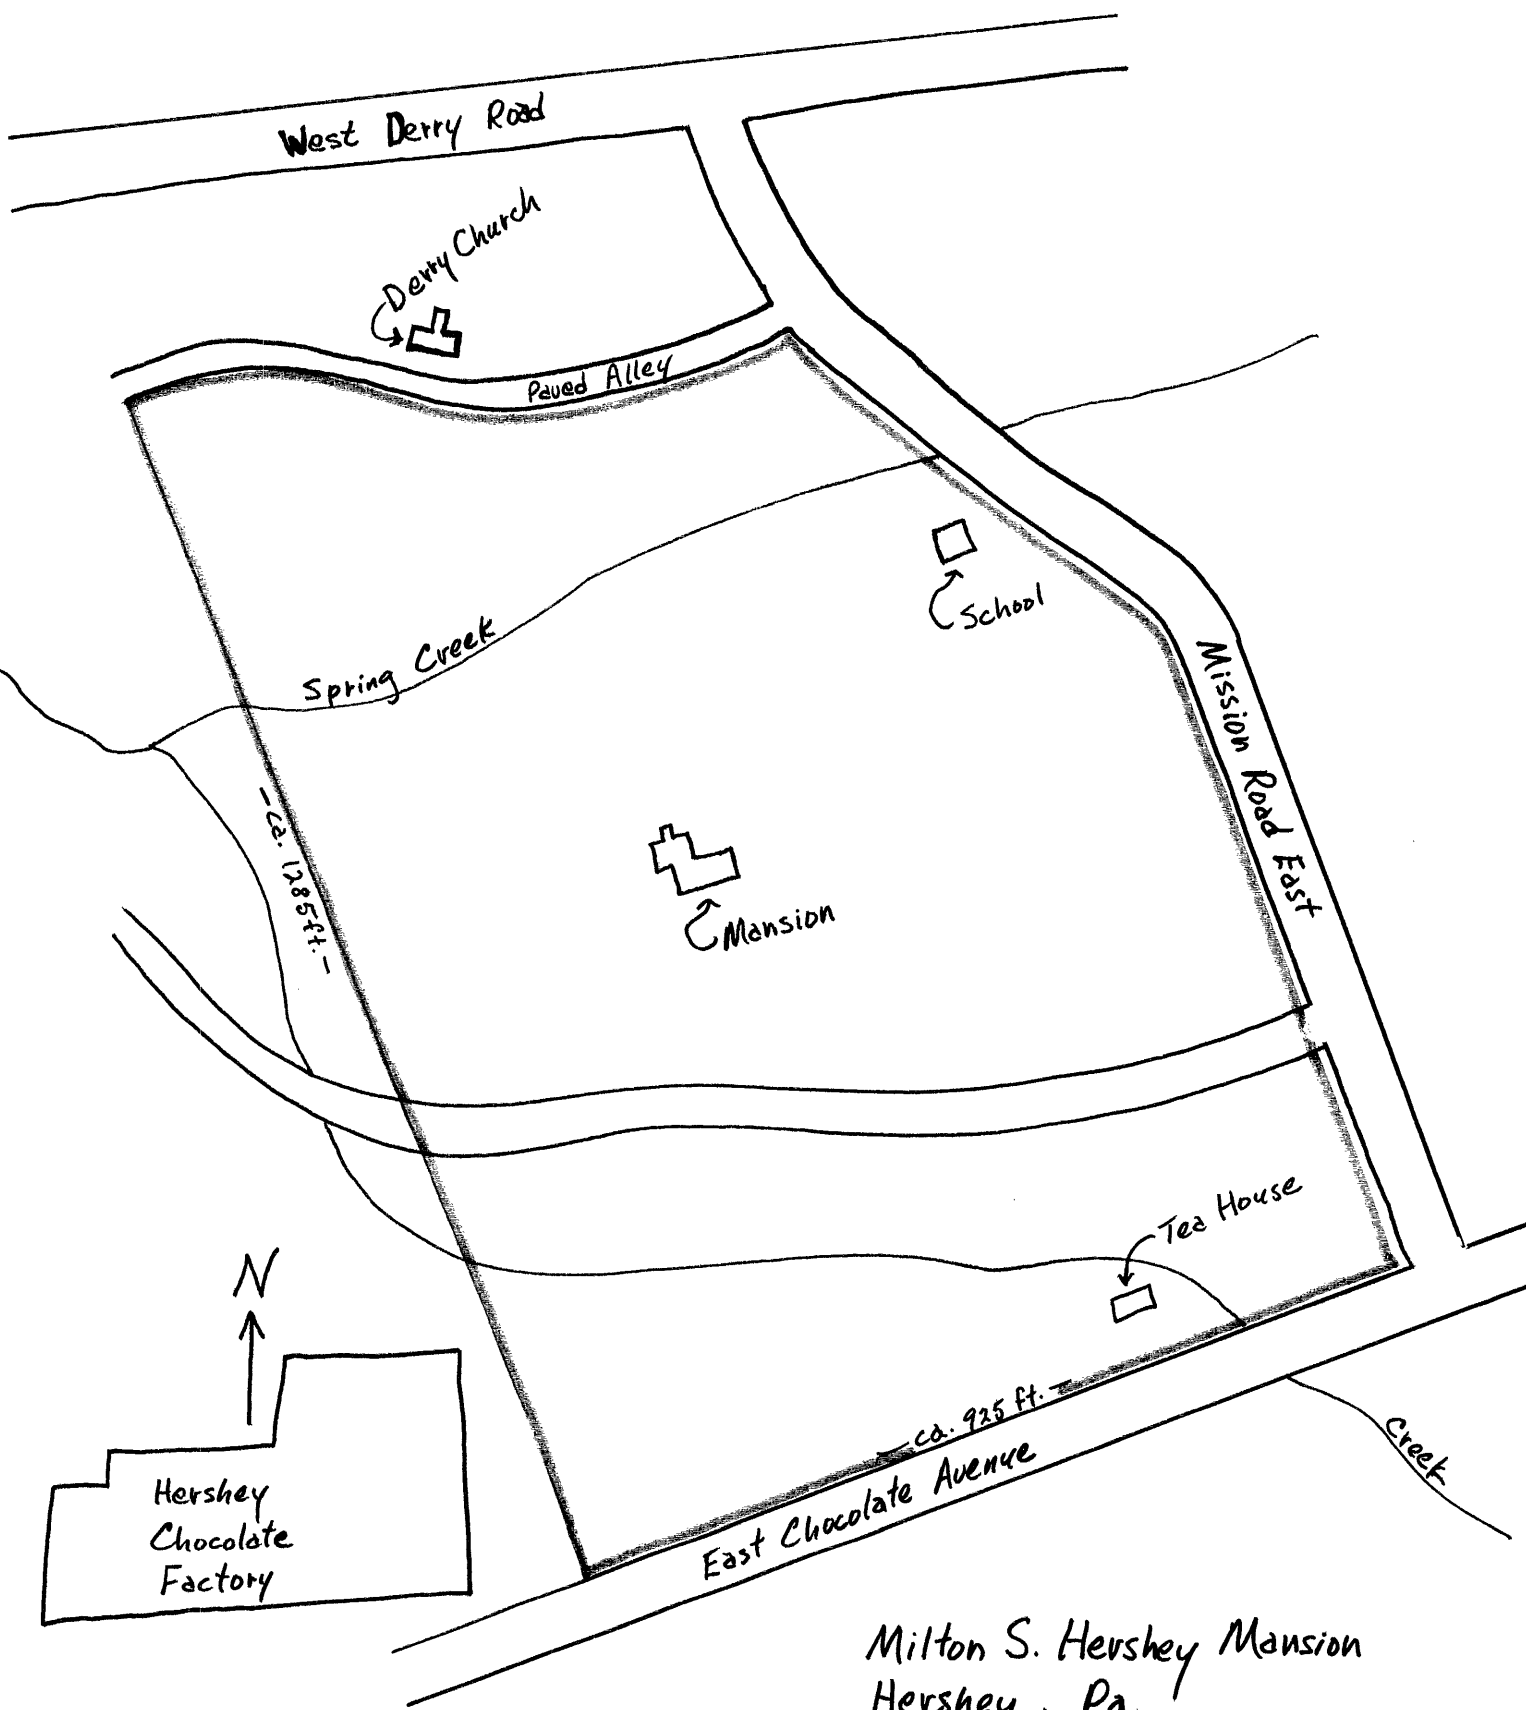 West Derry Road
Derry Church
Paved Alley
School
Spring Creek
Mission Road East
-ca. 1285 ft.-
Mansion
Tea House
N
-ca. 925 ft.-
East Chocolate Avenue
Creek
Hershey
Chocolate
Factory
Milton S. Hershey Mansion
Hershey, Pa.